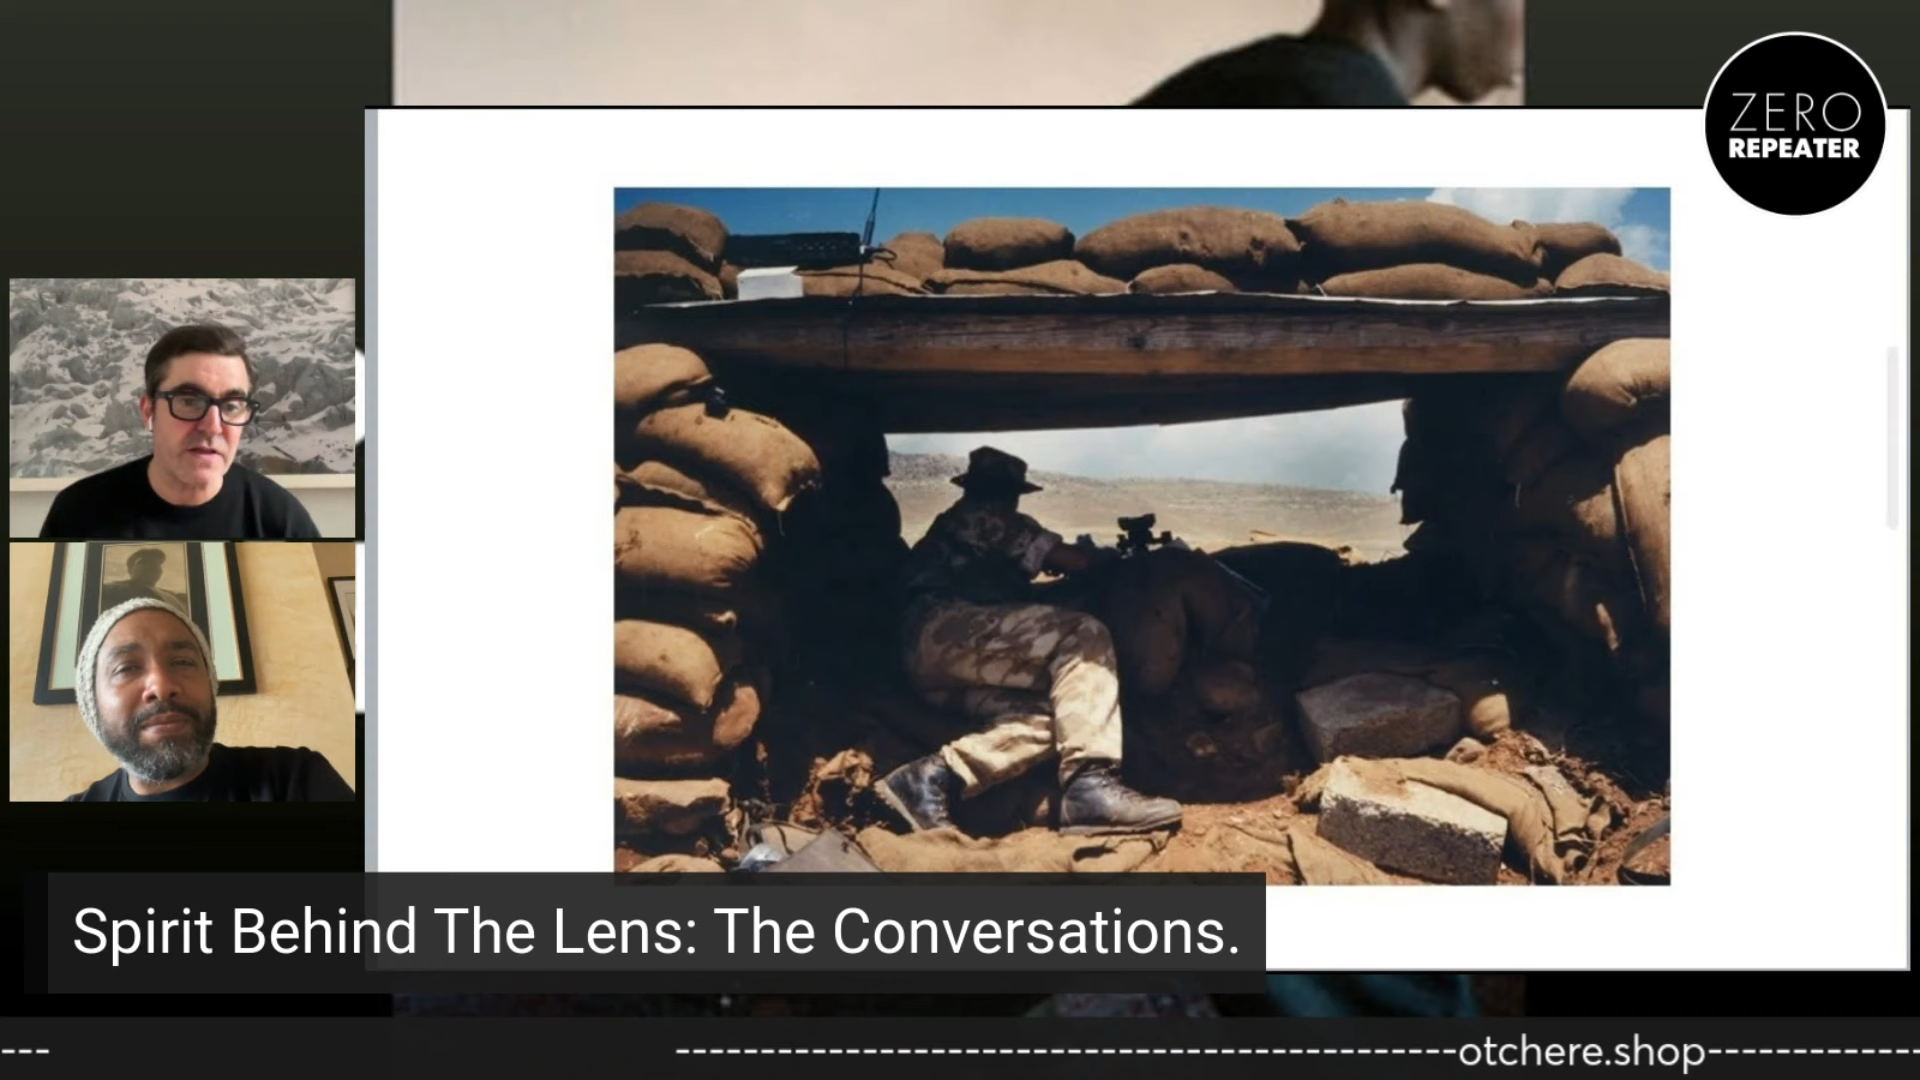 ZERO
REPEATER
Spirit Behind The Lens: The Conversations.
---
------------------------------------------------------otchere.shop---------------